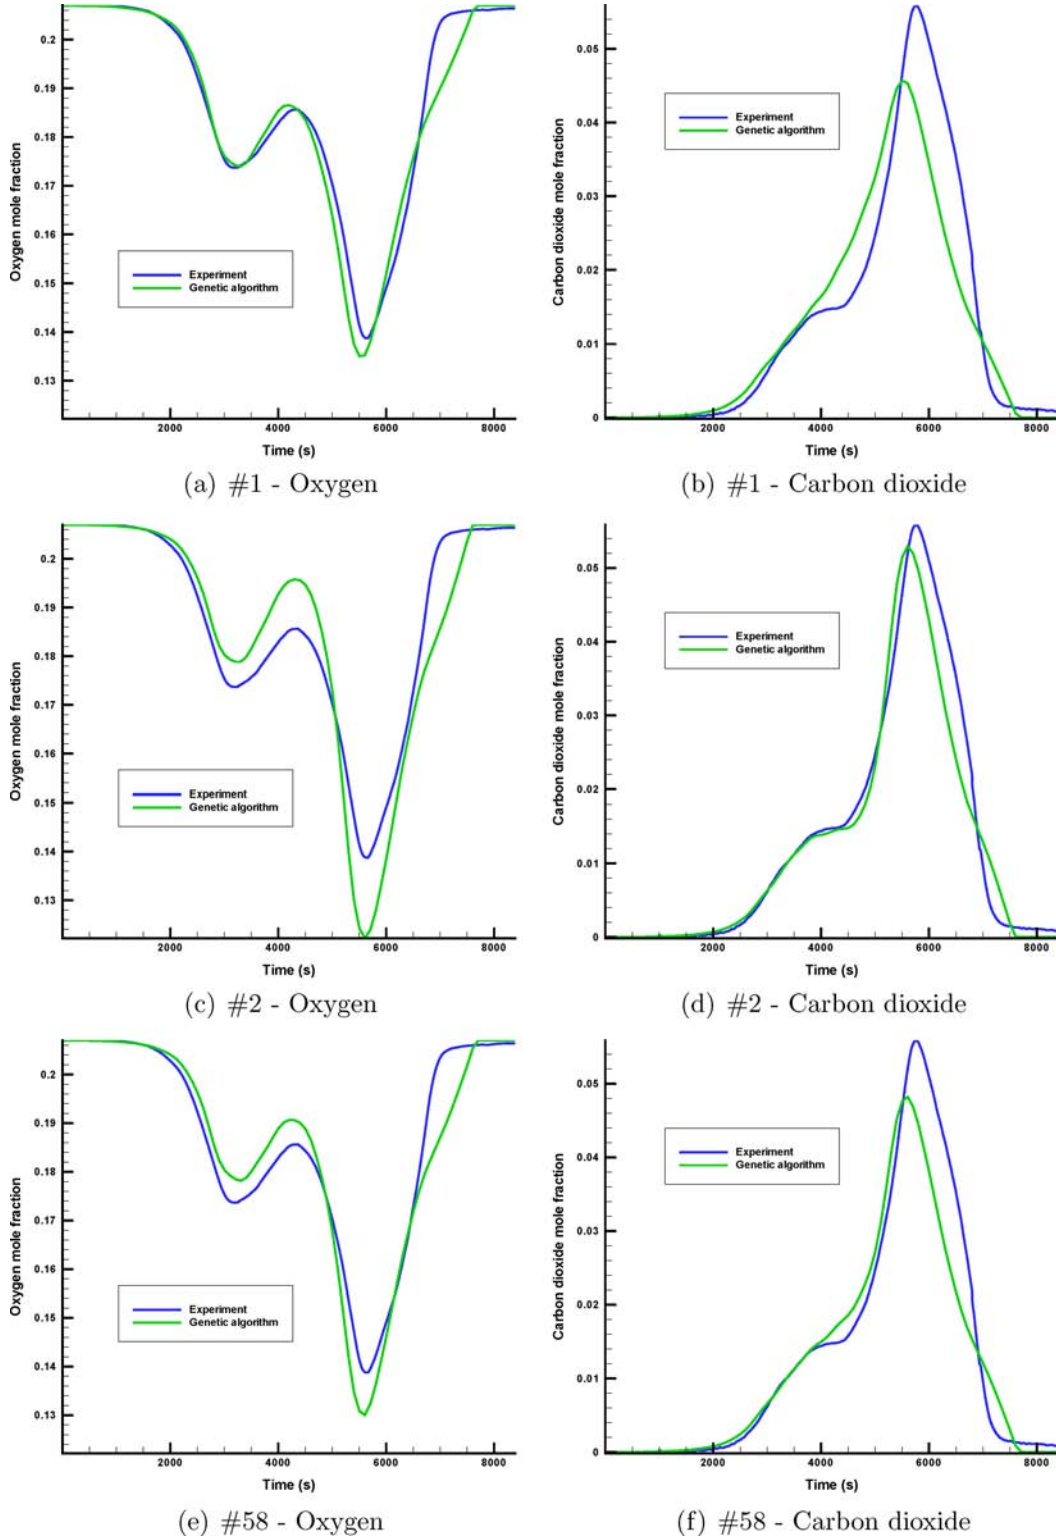 0.2
0.19
0.18
0.17
0.16
0.15
0.14
0.13
Oxygen mole fraction
Experiment
Genetic algorithm
2000 4000 6000 8000
Time (s)
(a) #1 - Oxygen
0.05
0.04
0.03
0.02
0.01
0
Carbon dioxide mole fraction
Experiment
Genetic algorithm
2000 4000 6000 8000
Time (s)
(b) #1 - Carbon dioxide
0.2
0.19
0.18
0.17
0.16
0.15
0.14
0.13
Oxygen mole fraction
Experiment
Genetic algorithm
2000 4000 6000 8000
Time (s)
(c) #2 - Oxygen
0.05
0.04
0.03
0.02
0.01
0
Carbon dioxide mole fraction
Experiment
Genetic algorithm
2000 4000 6000 8000
Time (s)
(d) #2 - Carbon dioxide
0.2
0.19
0.18
0.17
0.16
0.15
0.14
0.13
Oxygen mole fraction
Experiment
Genetic algorithm
2000 4000 6000 8000
Time (s)
(e) #58 - Oxygen
0.05
0.04
0.03
0.02
0.01
0
Carbon dioxide mole fraction
Experiment
Genetic algorithm
2000 4000 6000 8000
Time (s)
(f) #58 - Carbon dioxide